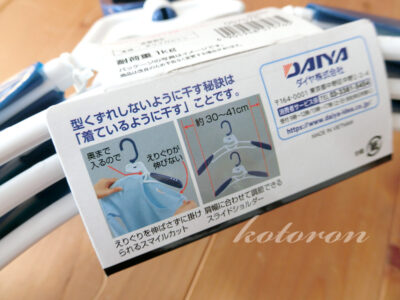 耐荷重 1kg
DAIYA
ダイヤ株式会社
https://www.daiya-idea.co.jp
MADE IN VIETNAM
型くずれしないように干す秘訣は
「着ているように干す」ことです。
奥まで
入るので
えりぐりが
伸びない
約30〜41cm
えりぐりを伸ばさずに掛け
られるスマイルカット
肩幅に合わせて調節できる
スライドショルダー
kotoron